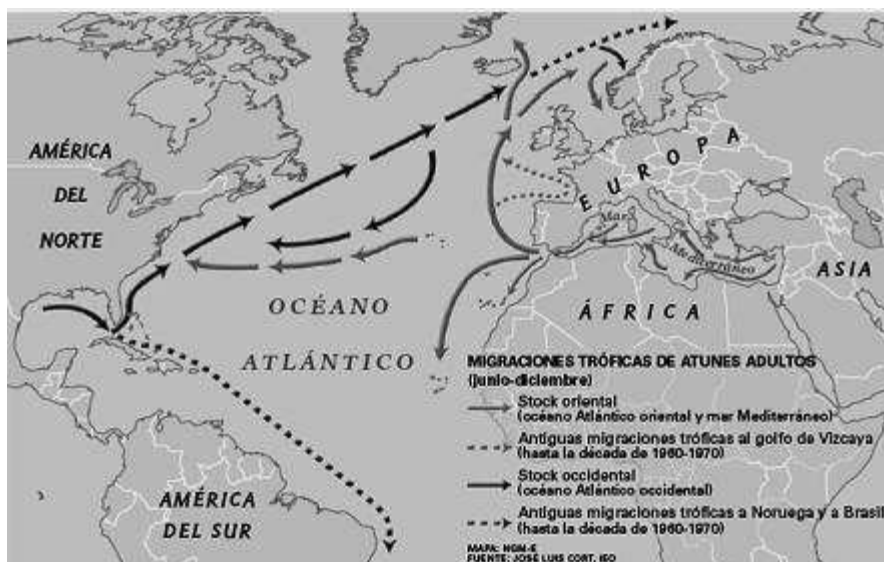 AMÉRICA
DEL
NORTE
EUROPA
Mar
Mediterráneo
ASIA
OCÉANO
ATLÁNTICO
ÁFRICA
AMÉRICA
DEL SUR
MIGRACIONES TRÓFICAS DE ATUNES ADULTOS
(junio-diciembre)
Stock oriental
(océano Atlántico oriental y mar Mediterráneo)
Antiguas migraciones tróficas al golfo de Vizcaya
(hasta la década de 1960-1970)
Stock occidental
(océano Atlántico occidental)
Antiguas migraciones tróficas a Noruega y a Brasil
(hasta la década de 1960-1970)
MAPA: NGM-E
FUENTE: JOSÉ LUIS CORT, IEO